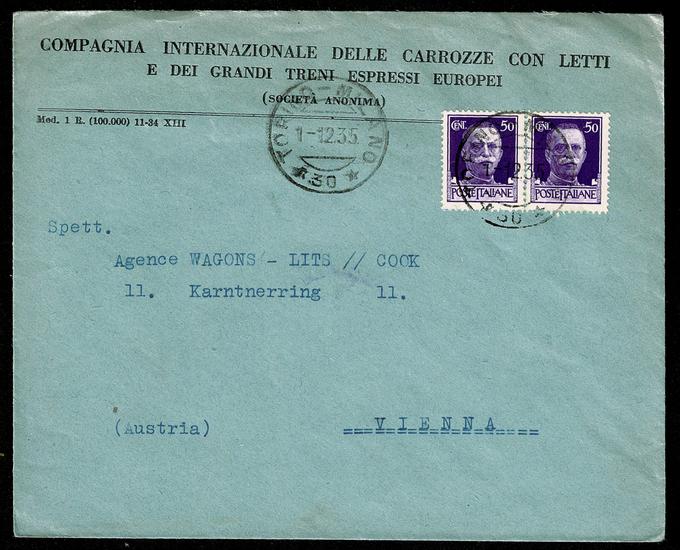 COMPAGNIA INTERNAZIONALE DELLE CARROZZE CON LETTI
E DEI GRANDI TRENI ESPRESSI EUROPEI
(SOCIETÀ ANONIMA)
Mod. 1 R. (100.000) 11-34 XIII
TORINO-MILANO
1-12.35
★ 30 ★
CENT. 50
POSTE ITALIANE
CENT. 50
POSTE ITALIANE
Spett.
Agence WAGONS - LITS // COOK
11. Karntnerring 11.
(Austria) VIENNA